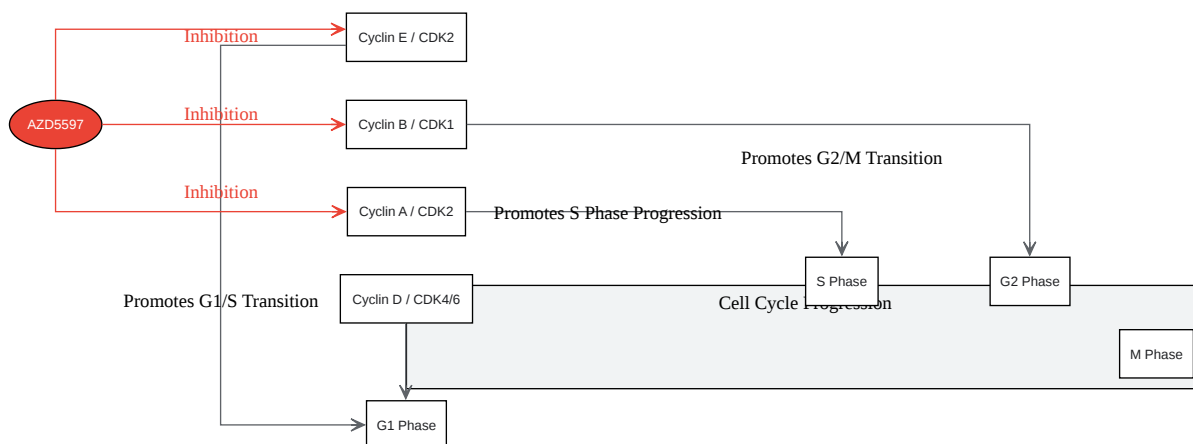 Inhibition
Cyclin E / CDK2
AZD5597
Inhibition
Cyclin B / CDK1
Promotes G2/M Transition
Inhibition
Cyclin A / CDK2
Promotes S Phase Progression
Promotes G1/S Transition
Cyclin D / CDK4/6
S Phase
G2 Phase
Cell Cycle Progression
M Phase
G1 Phase